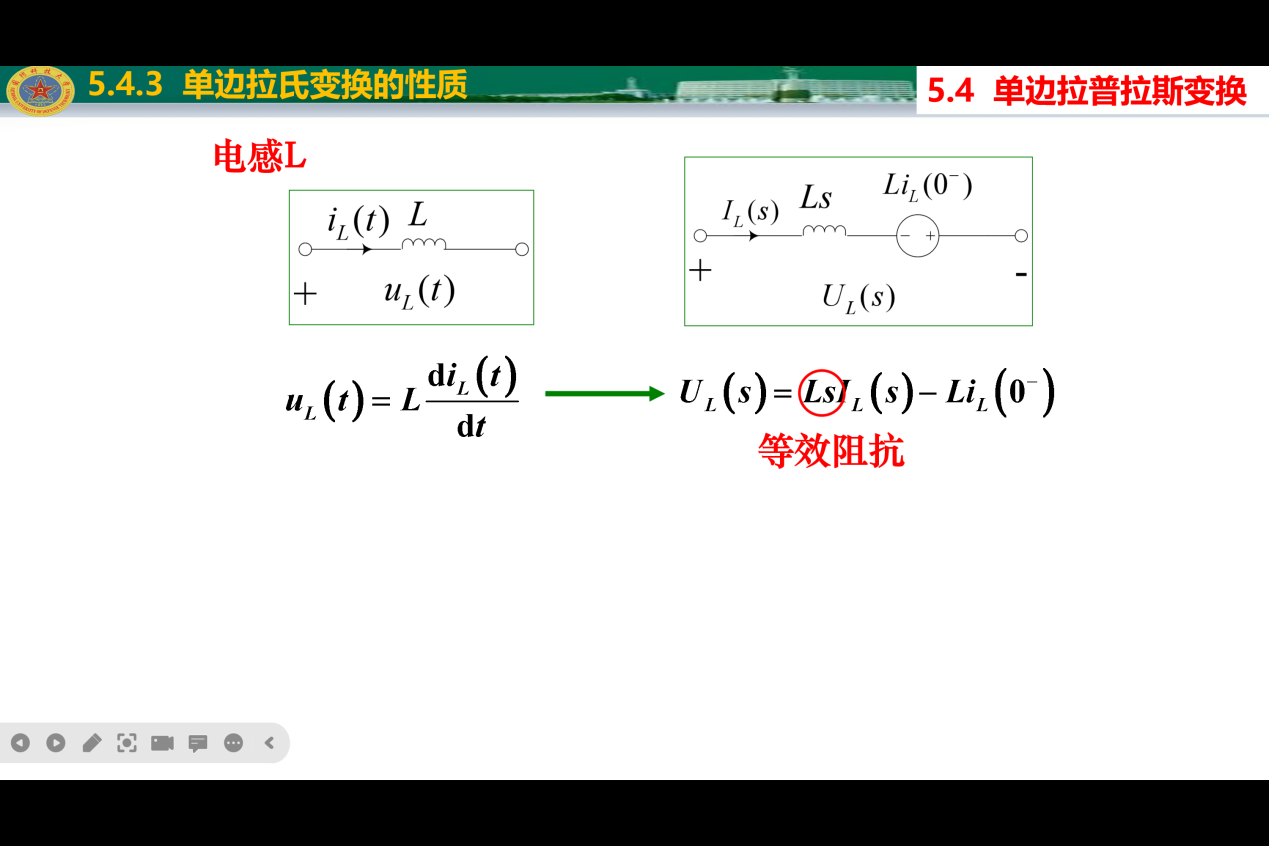 5.4.3 单边拉氏变换的性质
5.4 单边拉普拉斯变换
电感L
i_L(t) L
+ u_L(t)
I_L(s) Ls Li_L(0⁻)
- +
+ -
U_L(s)
u_L(t) = L di_L(t)/dt
U_L(s) = LsI_L(s) − Li_L(0⁻)
等效阻抗